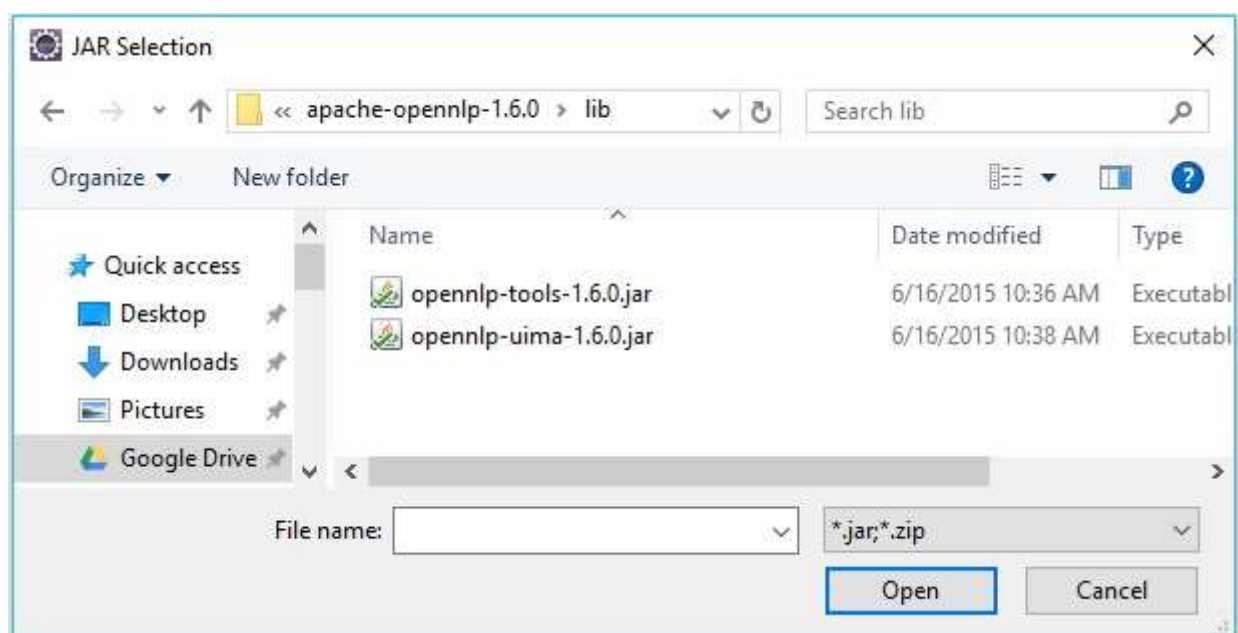 JAR Selection
« apache-opennlp-1.6.0 > lib
Search lib
Organize
New folder
Name
Date modified
Type
Quick access
Desktop
Downloads
Pictures
Google Drive
opennlp-tools-1.6.0.jar 6/16/2015 10:36 AM Executabl
opennlp-uima-1.6.0.jar 6/16/2015 10:38 AM Executabl
File name:
*.jar;*.zip
Open
Cancel